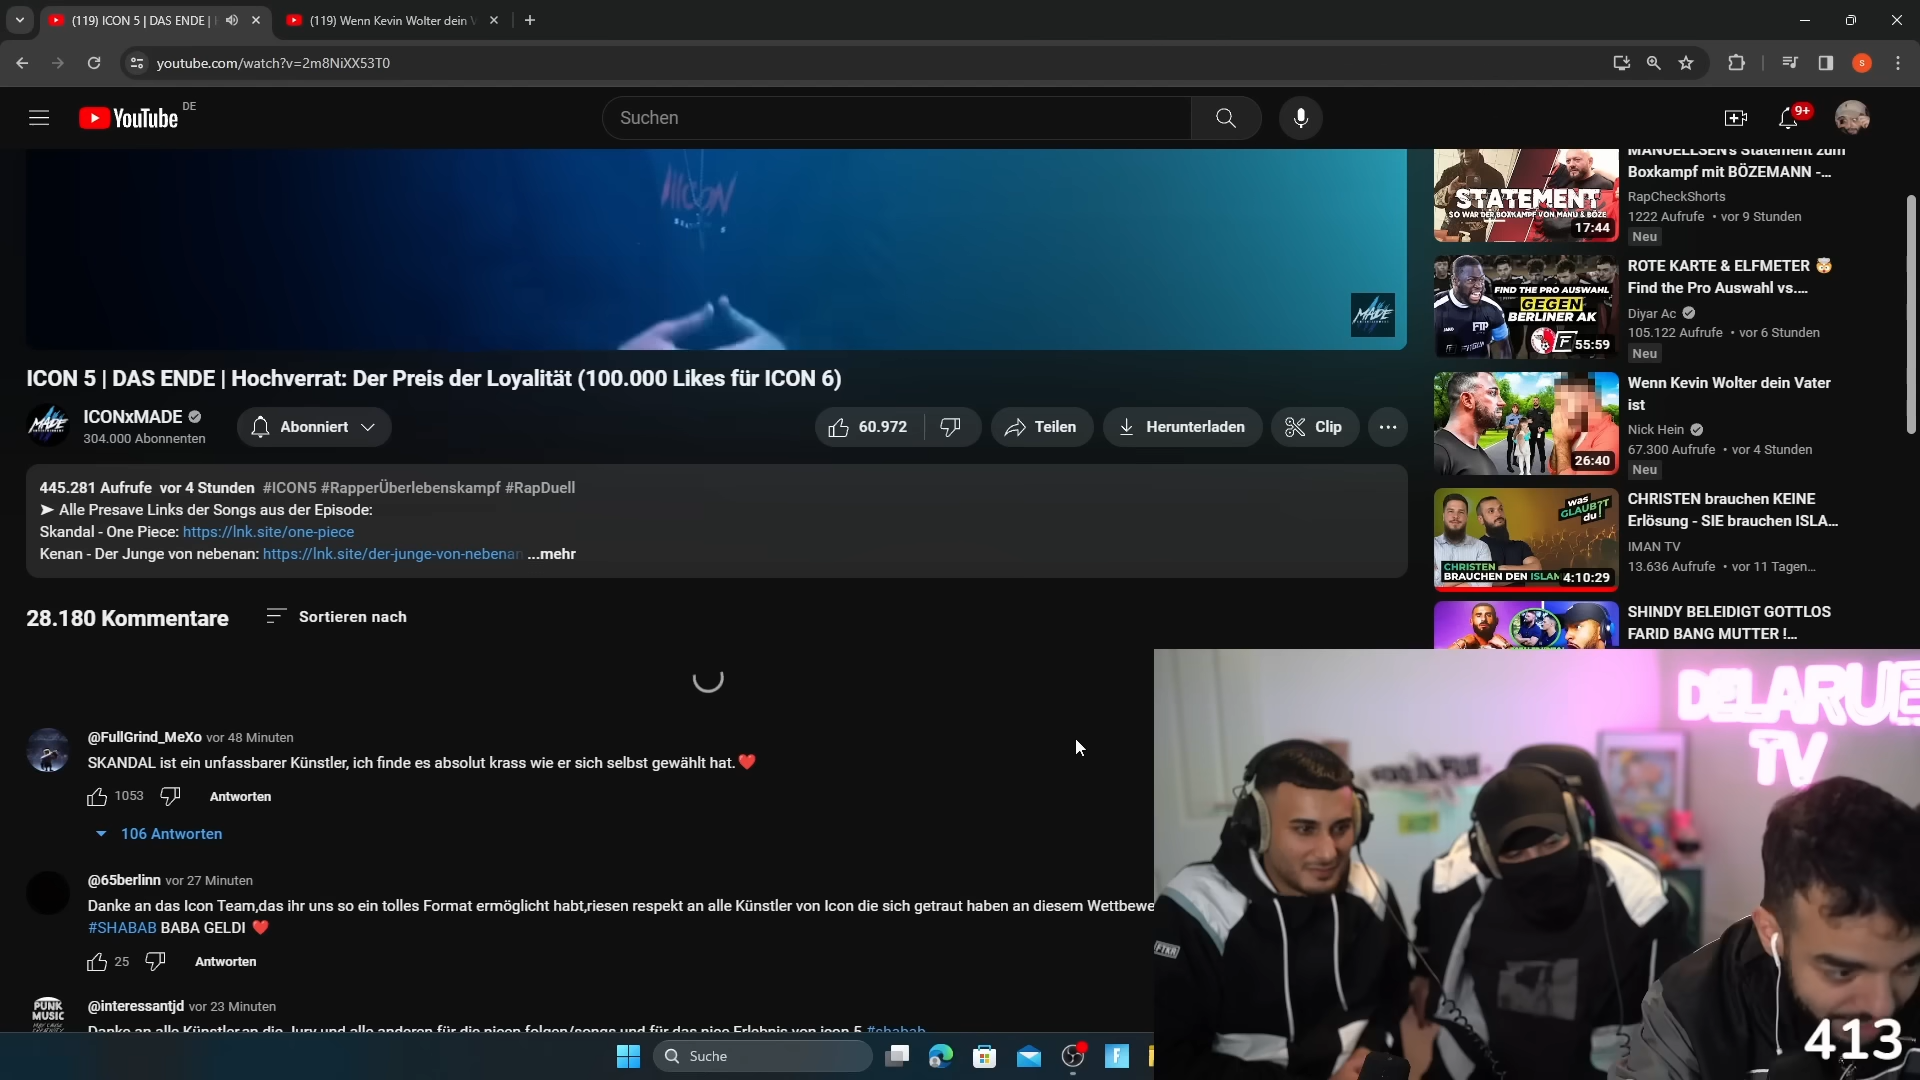 (119) ICON 5 | DAS ENDE |
(119) Wenn Kevin Wolter dein V
youtube.com/watch?v=2m8NiXX53T0
S
YouTube DE
Suchen
9+
MADE
ICON 5 | DAS ENDE | Hochverrat: Der Preis der Loyalität (100.000 Likes für ICON 6)
MADE
ICONxMADE
304.000 Abonnenten
Abonniert
60.972
Teilen
Herunterladen
Clip
445.281 Aufrufe vor 4 Stunden #ICON5 #RapperÜberlebenskampf #RapDuell
➤ Alle Presave Links der Songs aus der Episode:
Skandal - One Piece: https://lnk.site/one-piece
Kenan - Der Junge von nebenan: https://lnk.site/der-junge-von-nebenan ...mehr
28.180 Kommentare
Sortieren nach
@FullGrind_MeXo vor 48 Minuten
SKANDAL ist ein unfassbarer Künstler, ich finde es absolut krass wie er sich selbst gewählt hat.❤️
1053
Antworten
106 Antworten
@65berlinn vor 27 Minuten
Danke an das Icon Team,das ihr uns so ein tolles Format ermöglicht habt,riesen respekt an alle Künstler von Icon die sich getraut haben an diesem Wettbewe
#SHABAB BABA GELDI ❤️
25
Antworten
PUNK
MUSIC
@interessantjd vor 23 Minuten
Danke an alle Künstler,an die Jury und alle anderen für die nicen folgen/songs und für das nice Erlebnis von icon 5 #shabab
STATEMENT
SO WAR DER BOXKAMPF VON MANU & BÖZE
17:44
MANUELLSEN's Statement zum
Boxkampf mit BÖZEMANN -...
RapCheckShorts
1222 Aufrufe • vor 9 Stunden
Neu
FIND THE PRO AUSWAHL
GEGEN
BERLINER AK
FTP
55:59
ROTE KARTE & ELFMETER 🤯
Find the Pro Auswahl vs....
Diyar Ac
105.122 Aufrufe • vor 6 Stunden
Neu
26:40
Wenn Kevin Wolter dein Vater
ist
Nick Hein
67.300 Aufrufe • vor 4 Stunden
Neu
was
GLAUB?T
du!
CHRISTEN
BRAUCHEN DEN ISLAM
4:10:29
CHRISTEN brauchen KEINE
Erlösung - SIE brauchen ISLA...
IMAN TV
13.636 Aufrufe • vor 11 Tagen...
SHINDY BELEIDIGT GOTTLOS
FARID BANG MUTTER !...
DELARUE
TV
FTKR
413
Suche
F